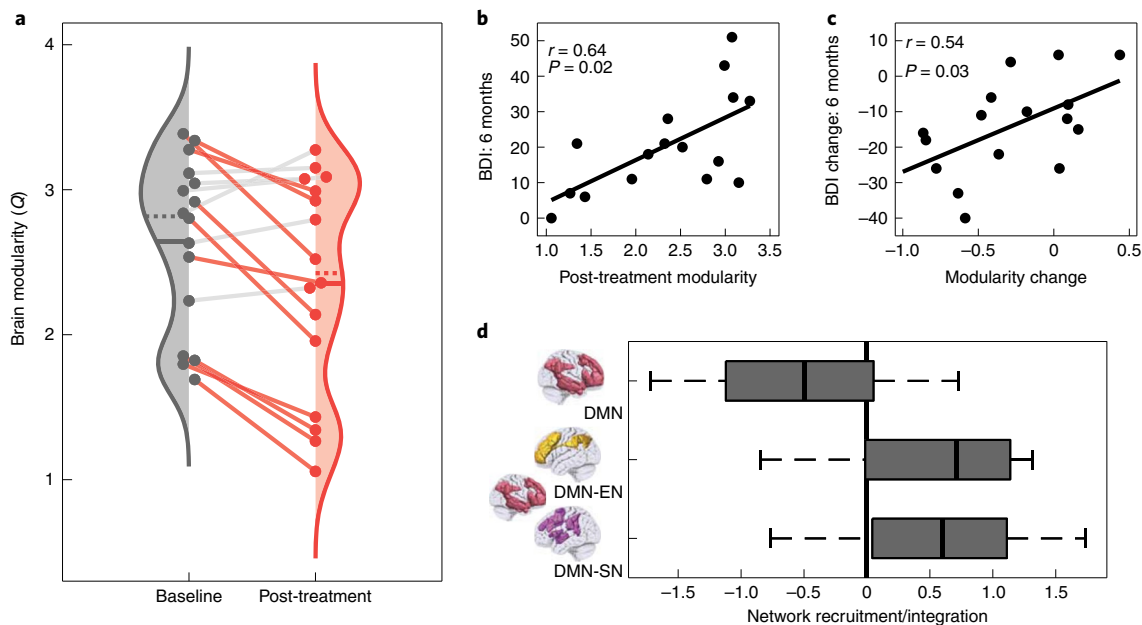 a
Brain modularity (Q)
4
3
2
1
Baseline
Post-treatment
b
BDI: 6 months
r = 0.64
P = 0.02
50
40
30
20
10
0
1.0 1.5 2.0 2.5 3.0 3.5
Post-treatment modularity
c
BDI change: 6 months
r = 0.54
P = 0.03
10
0
−10
−20
−30
−40
−1.0 −0.5 0 0.5
Modularity change
d
DMN
DMN-EN
DMN-SN
−1.5 −1.0 −0.5 0 0.5 1.0 1.5
Network recruitment/integration